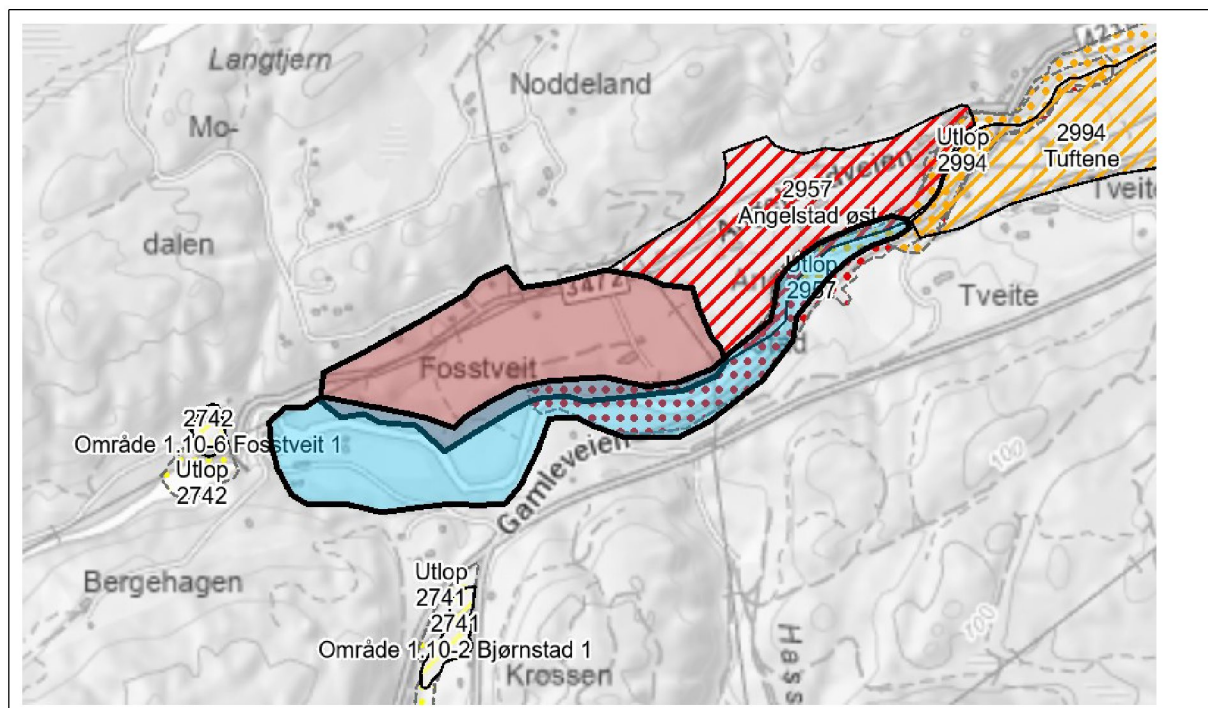 Langtjern
Noddeland
Mo-
dalen
Utlop
2994
2994
Tuftene
Tveite
2957
Angelstad øst
Utlop
2957
Tveite
3472
Fosstveit
2742
Område 1.10-6 Fosstveit 1
Utlop
2742
Gamleveien
100
Bergehagen
Utlop
2741
2741
Område 1.10-2 Bjørnstad 1
Krossen
Hass
100